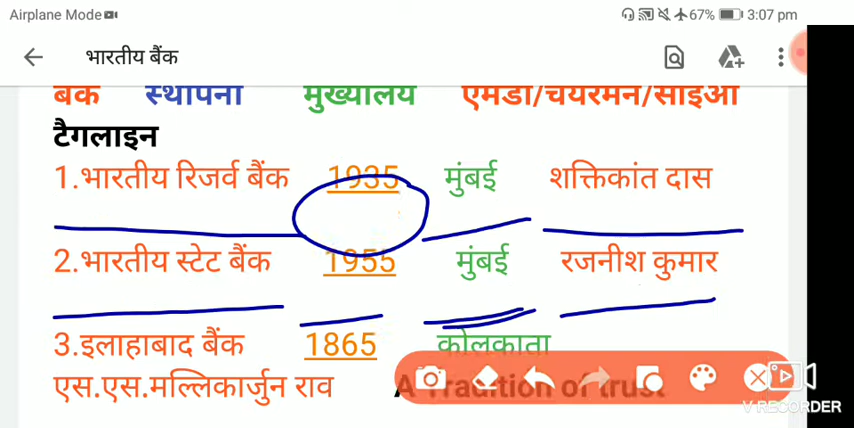 Airplane Mode 67% 3:07 pm
भारतीय बैंक
बैंक स्थापना मुख्यालय एमडी/चेयरमैन/सीईओ
टैगलाइन
1.भारतीय रिजर्व बैंक 1935 मुंबई शक्तिकांत दास
2.भारतीय स्टेट बैंक 1955 मुंबई रजनीश कुमार
3.इलाहाबाद बैंक 1865 कोलकाता
एस.एस.मल्लिकार्जुन राव A Tradition of trust
V RECORDER